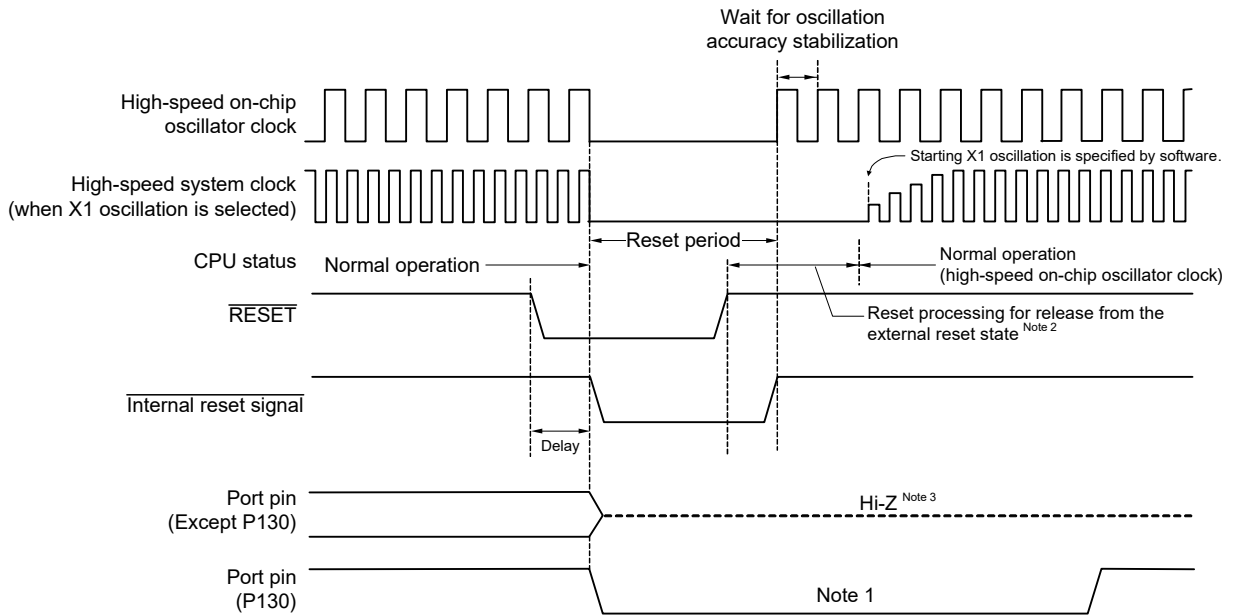 Wait for oscillation
accuracy stabilization
High-speed on-chip
oscillator clock
Starting X1 oscillation is specified by software.
High-speed system clock
(when X1 oscillation is selected)
Reset period
CPU status
Normal operation
Normal operation
(high-speed on-chip oscillator clock)
RESET
Reset processing for release from the
external reset state Note 2
Internal reset signal
Delay
Port pin
(Except P130)
Hi-Z Note 3
Port pin
(P130)
Note 1